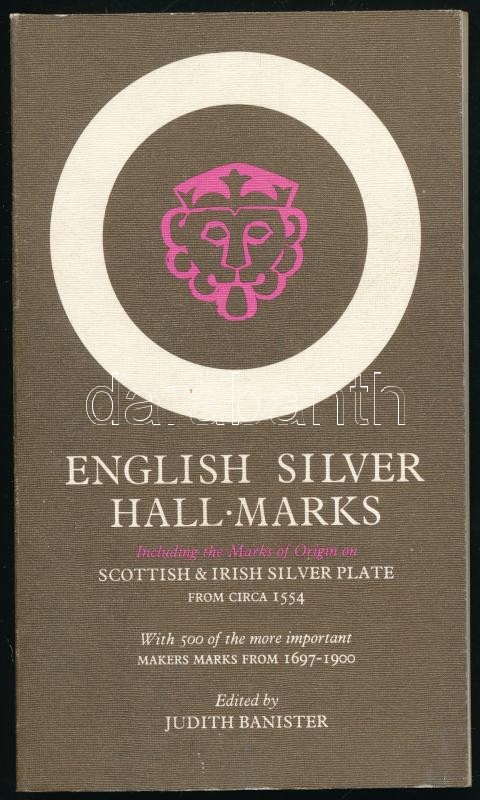 darabanth
ENGLISH SILVER
HALL·MARKS
Including the Marks of Origin on
SCOTTISH & IRISH SILVER PLATE
FROM CIRCA 1554
With 500 of the more important
MAKERS MARKS FROM 1697-1900
Edited by
JUDITH BANISTER